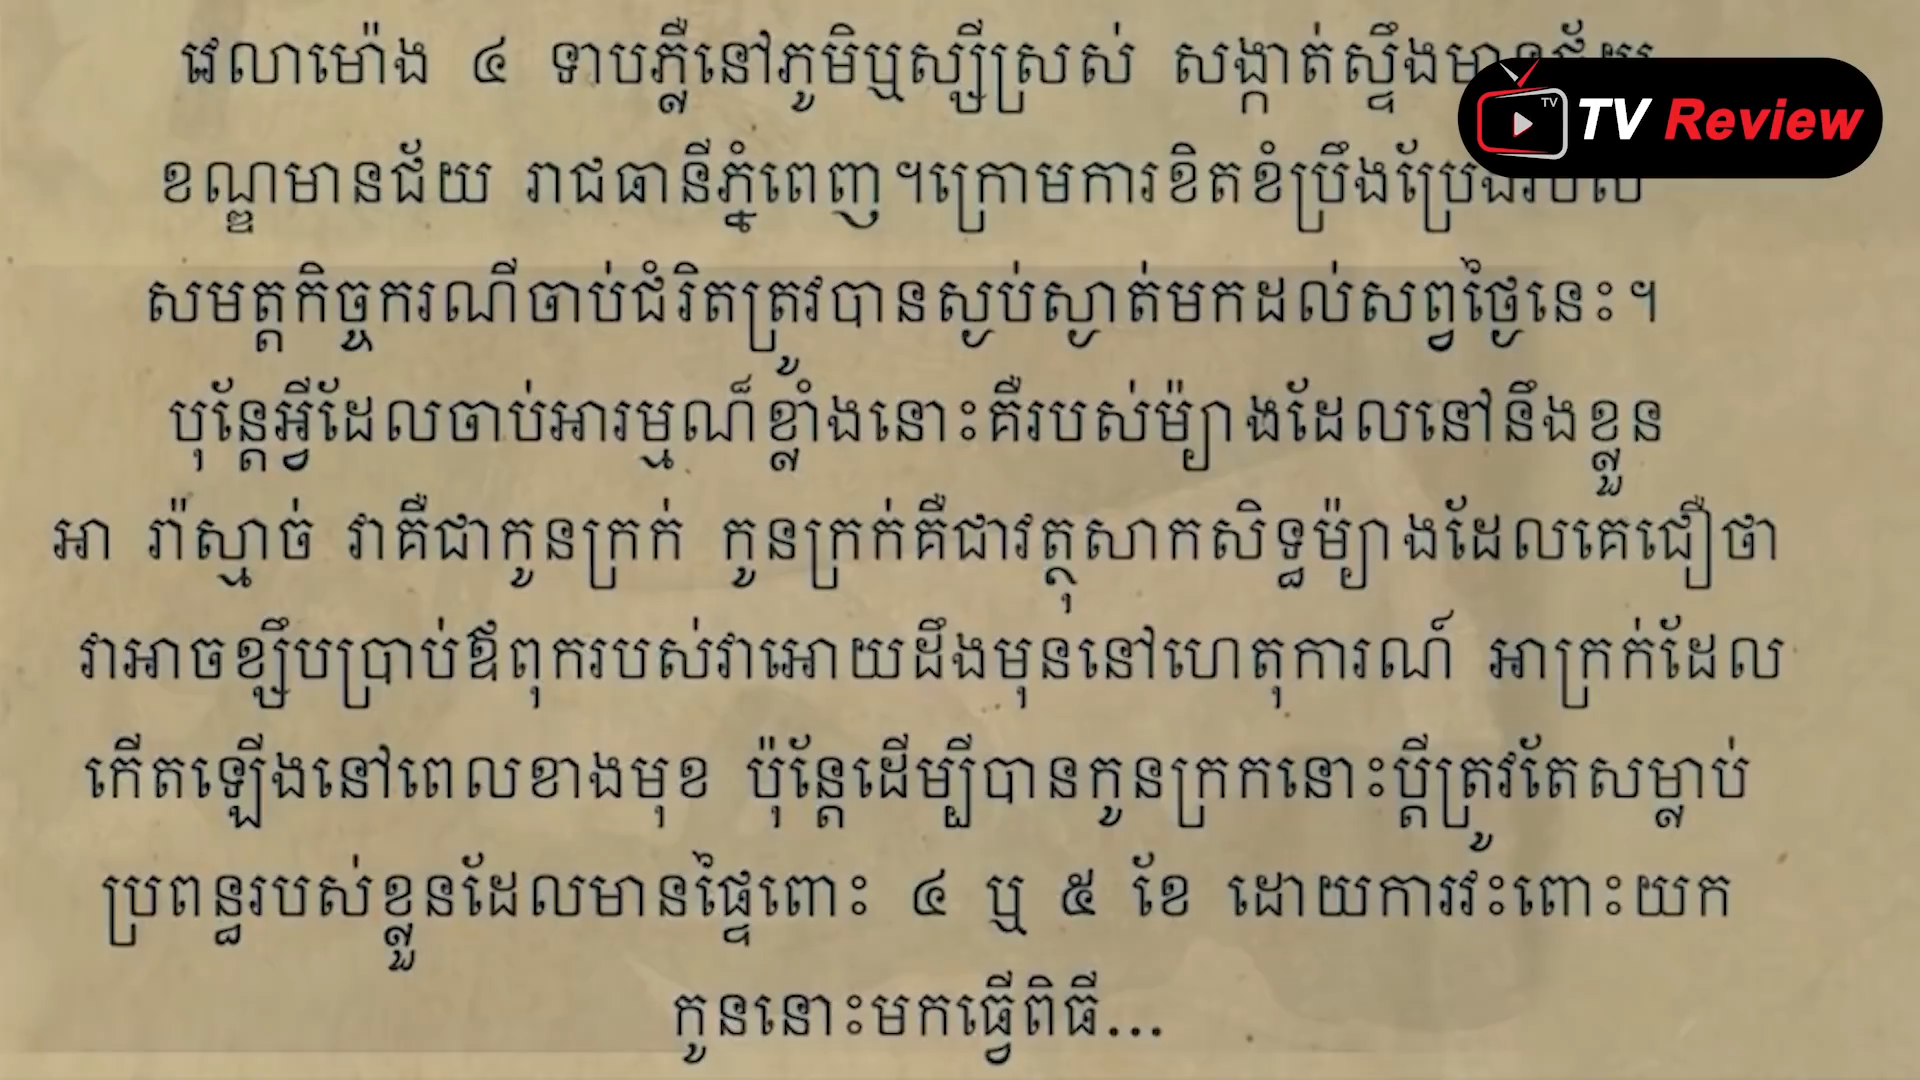 វេលាម៉ោង ៤ ទាបភ្លឺនៅភូមិឬស្សីស្រស់ សង្កាត់ស្ទឹងមានជ័យ
ខណ្ឌមានជ័យ រាជធានីភ្នំពេញ។ក្រោមការខិតខំប្រឹងប្រែងរបស់
សមត្តកិច្ចករណីចាប់ជំរិតត្រូវបានស្ងប់ស្ងាត់មកដល់សព្វថ្ងៃនេះ។
បុន្តែអ្វីដែលចាប់អារម្មណ៏ខ្លាំងនោះគឺរបស់ម៉្យាងដែលនៅនឹងខ្លួន
អា រ៉ាស្មាច់ វាគឺជាកូនក្រក់ កូនក្រក់គឺជាវត្ថុសាកសិទ្ធម៉្យាងដែលគេជឿថា
វាអាចខ្សឹបប្រាប់ឪពុករបស់វាអោយដឹងមុននៅហេតុការណ៍ អាក្រក់ដែល
កើតឡើងនៅពេលខាងមុខ ប៉ុន្តែដើម្បីបានកូនក្រកនោះប្តីត្រូវតែសម្លាប់
ប្រពន្ធរបស់ខ្លួនដែលមានផ្ទៃពោះ ៤ ឬ ៥ ខែ ដោយការវះពោះយក
កូននោះមកធ្វើពិធី...
TV TV Review